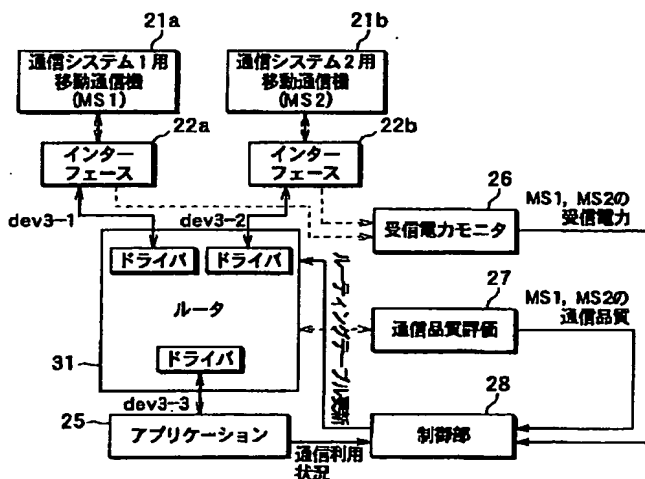 21a
21b
通信システム1用
移動通信機
(MS1)
通信システム2用
移動通信機
(MS2)
22a
22b
インター
フェース
インター
フェース
26
MS1, MS2の
受信電力
受信電力モニタ
dev3-1
dev3-2
ドライバ
ドライバ
ルータ
ルーティングテーブル更新
27
MS1, MS2の
通信品質
通信品質評価
31
ドライバ
dev3-3
25
アプリケーション
28
制御部
通信利用
状況